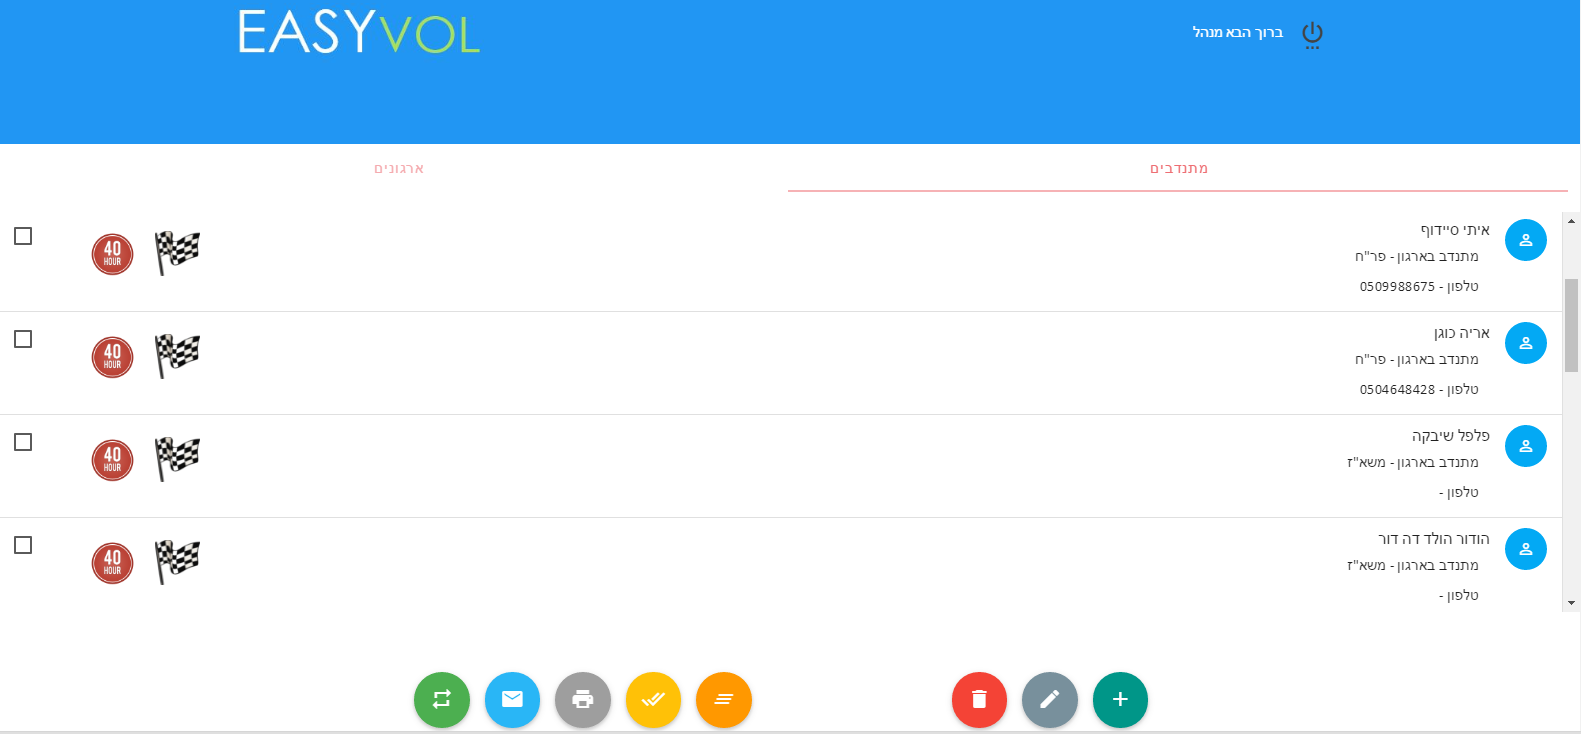 EASYVOL
ברוך הבא מנהל
מתנדבים
ארגונים
איתי סיידוף
מתנדב בארגון - פר"ח
טלפון - 0509988675
40
HOUR
אריה כוגן
מתנדב בארגון - פר"ח
טלפון - 0504648428
40
HOUR
פלפל שיבקה
מתנדב בארגון - משא"ז
טלפון -
40
HOUR
הודור הולד דה דור
מתנדב בארגון - משא"ז
טלפון -
40
HOUR